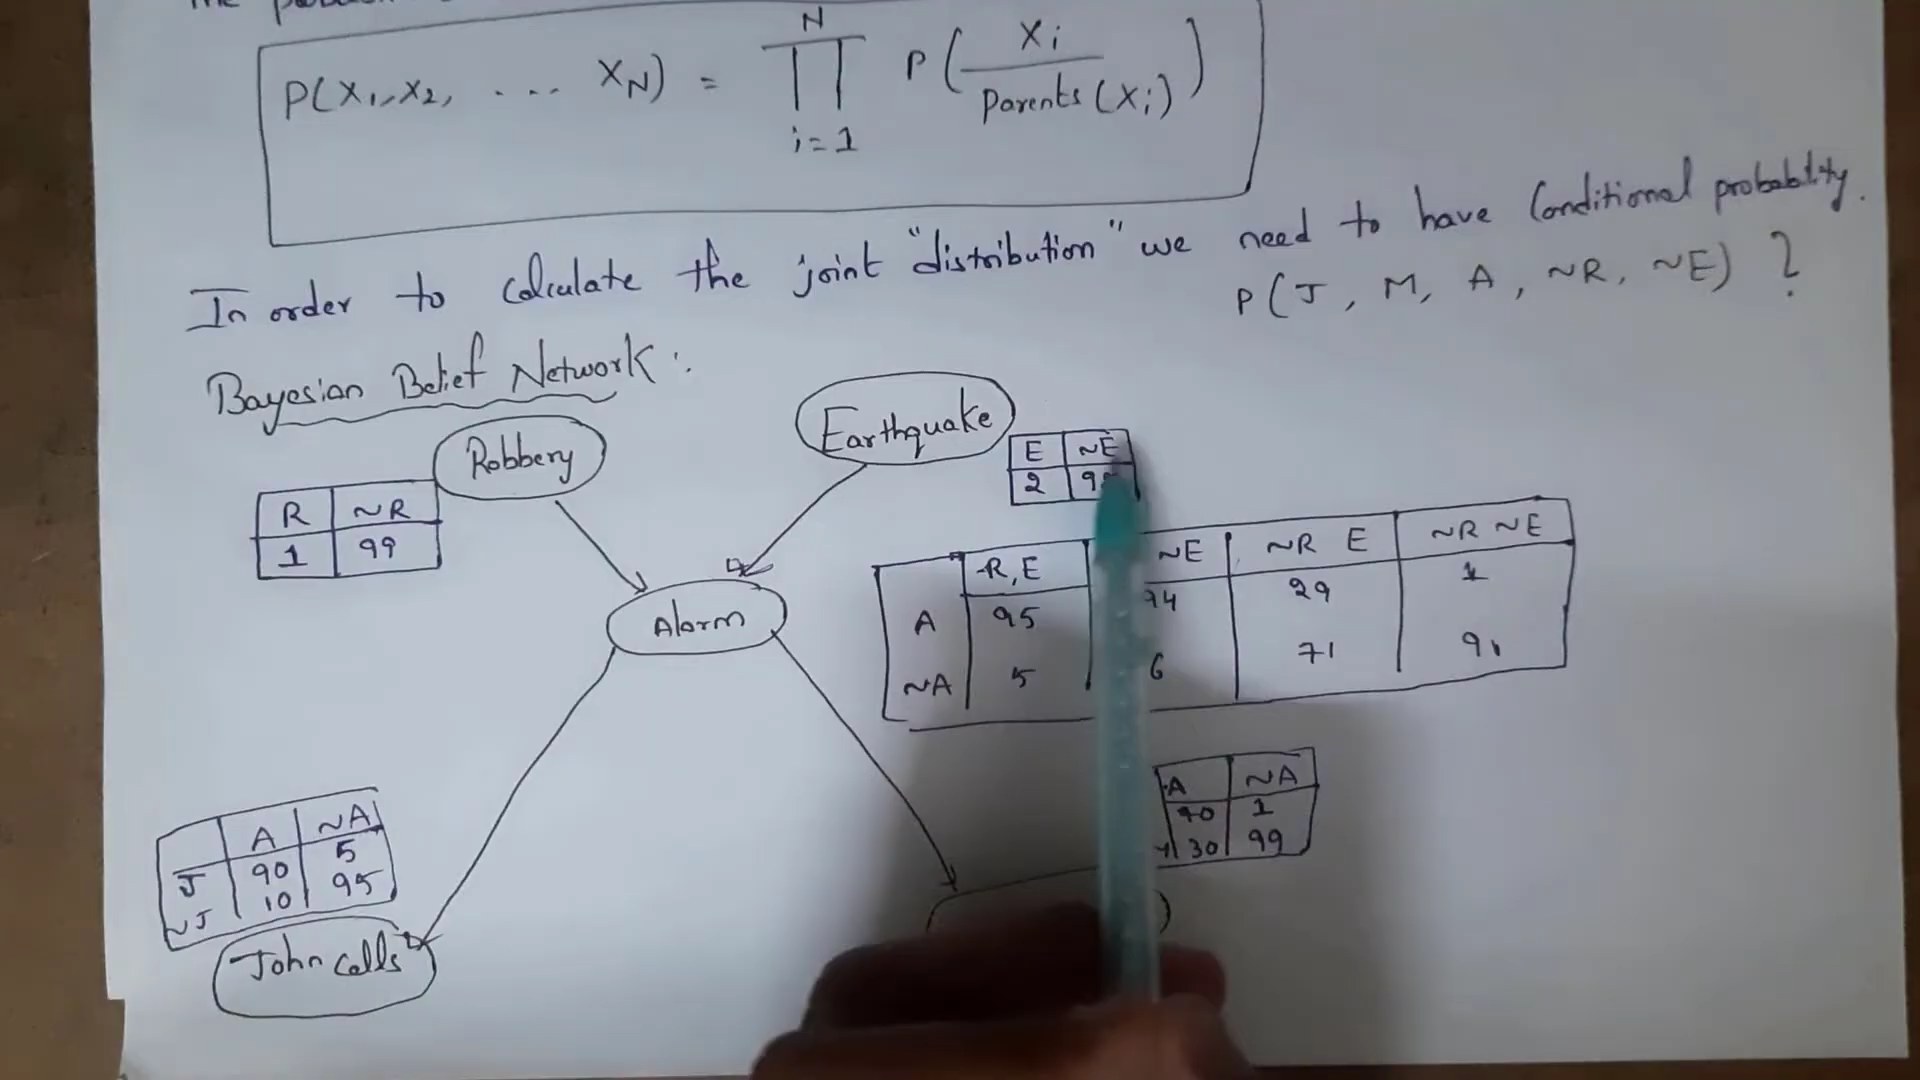 P(X1, X2, .... XN) = N ∏ i=1 P(Xi / Parents(Xi))
In order to calculate the joint "distribution" we need to have Conditional probability.
P(J, M, A, ~R, ~E) ?
Bayesian Belief Network:
Robbery
Earthquake
E ~E
2
R ~R
1 99
Alarm
R,E ~E ~R E ~R ~E
A 95 94 29 1
~A 5 6 71
A ~A
1
30 99
A ~A
J 90 5
~J 10 95
John calls